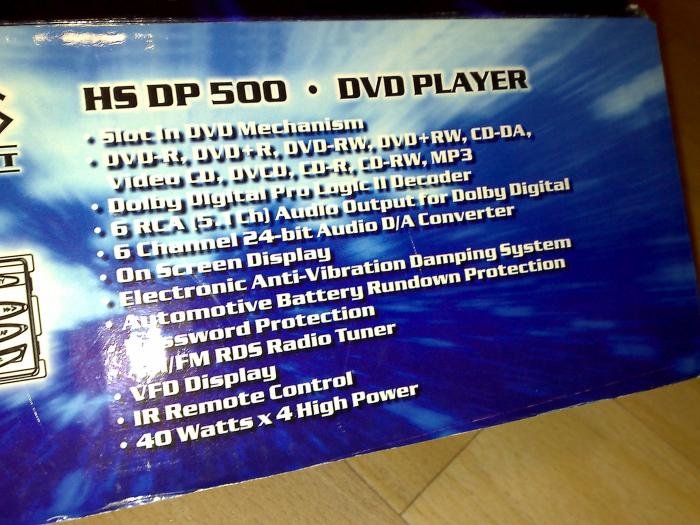 HS DP 500 • DVD PLAYER
• Slot in DVD Mechanism
• DVD-R, DVD+R, DVD-RW, DVD+RW, CD-DA,
Video CD, DVCD, CD-R, CD-RW, MP3
• Dolby Digital Pro Logic II Decoder
• 6 RCA (5.1 Ch) Audio Output for Dolby Digital
• 6 Channel 24-bit Audio D/A Converter
• On Screen Display
• Electronic Anti-Vibration Damping System
• Automotive Battery Rundown Protection
• Password Protection
• /FM RDS Radio Tuner
• VFD Display
• IR Remote Control
• 40 Watts x 4 High Power